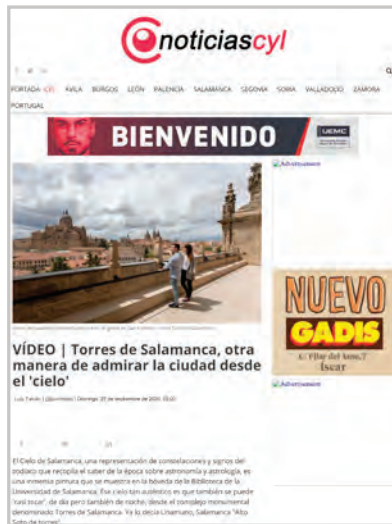 noticiascyl
PORTADA CYL ÁVILA BURGOS LEÓN PALENCIA SALAMANCA SEGOVIA SORIA VALLADOLID ZAMORA
PORTUGAL
BIENVENIDO
UEMC
Advertisement
NUEVO
GADIS
Íscar
VÍDEO | Torres de Salamanca, otra
manera de admirar la ciudad desde
el 'cielo'
Advertisement
El Cielo de Salamanca, una representación de constelaciones y signos del
zodiaco que recopila el saber de la época sobre astronomía y astrología, es
una inmensa pintura que se muestra en la bóveda de la Biblioteca de la
Universidad de Salamanca. Ese cielo tan auténtico es que también se puede
'casi tocar', de día pero también de noche, desde el complejo monumental
denominado Torres de Salamanca. Ya lo decía Unamuno, Salamanca "Alto
Soto de torres".